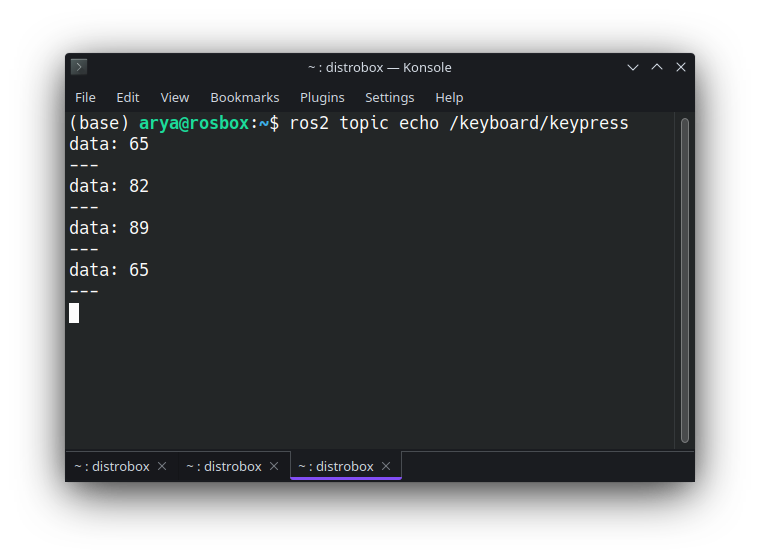 ~ : distrobox — Konsole
File Edit View Bookmarks Plugins Settings Help
(base) arya@rosbox:~$ ros2 topic echo /keyboard/keypress
data: 65
---
data: 82
---
data: 89
---
data: 65
---
~ : distrobox ~ : distrobox ~ : distrobox